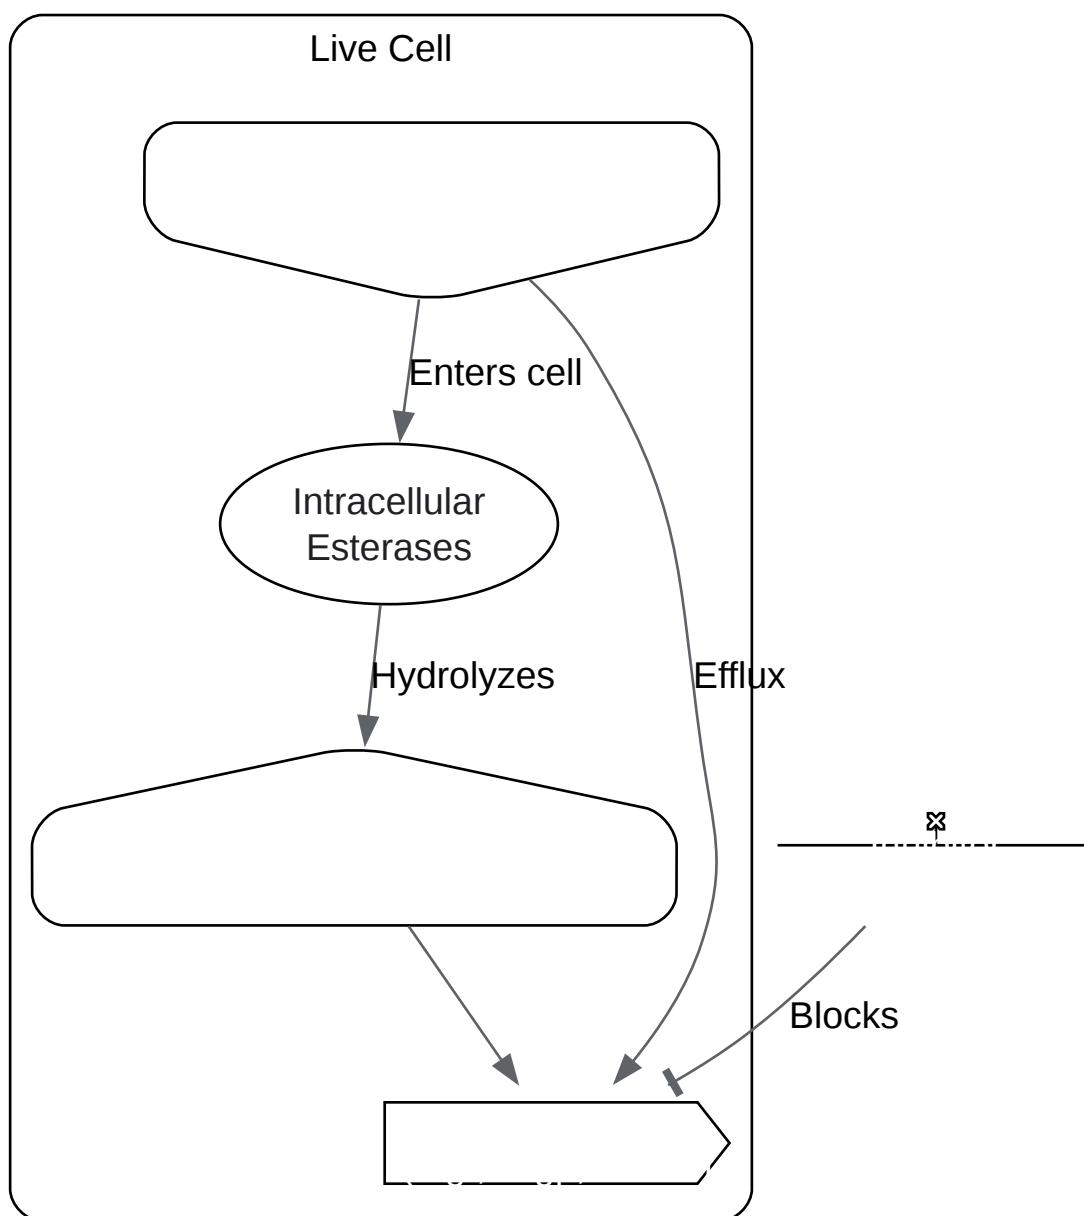 Live Cell
Enters cell
Intracellular
Esterases
Hydrolyzes
Efflux
Blocks